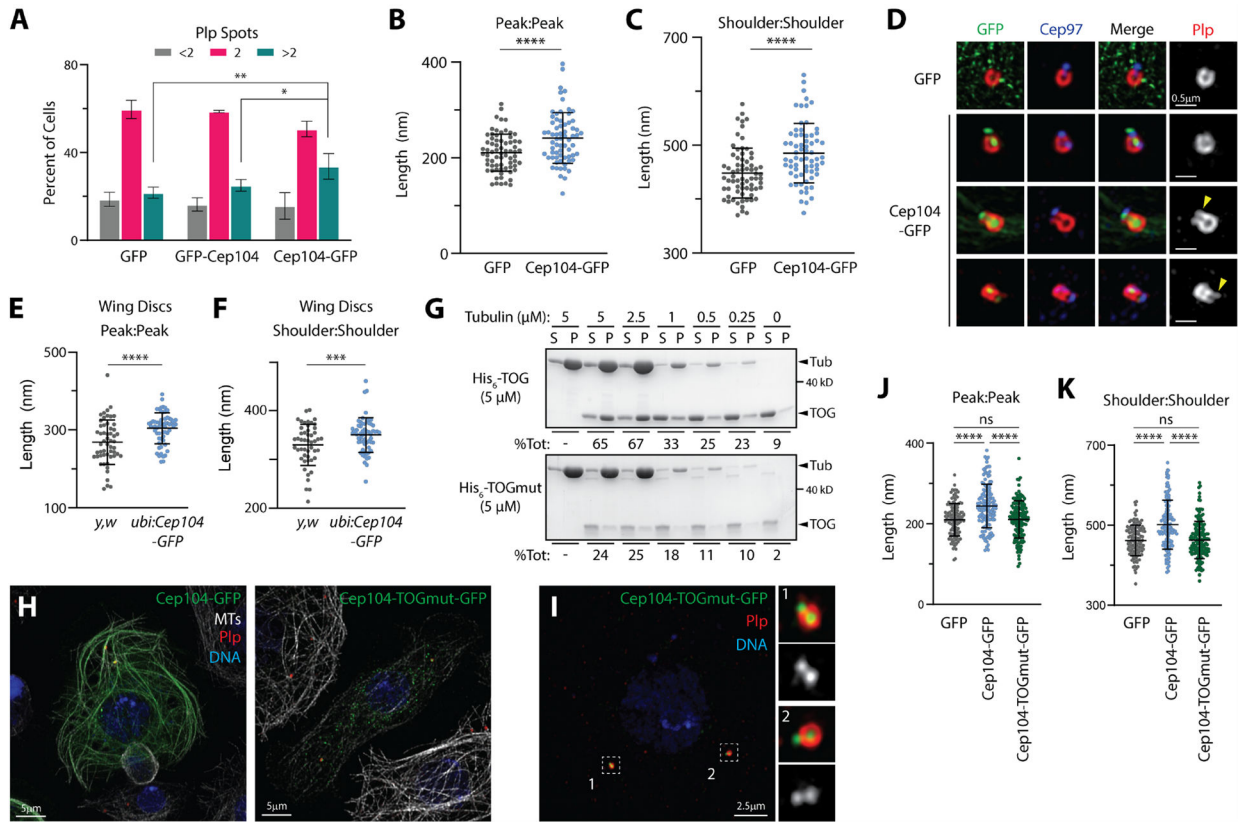 A
Plp Spots
<2 2 >2
**
*
Percent of Cells
80
40
0
GFP GFP-Cep104 Cep104-GFP
B
Peak:Peak
****
Length (nm)
400
200
0
GFP Cep104-GFP
C
Shoulder:Shoulder
****
Length (nm)
700
500
300
GFP Cep104-GFP
D
GFP Cep97 Merge Plp
GFP
0.5μm
Cep104
-GFP
E
Wing Discs
Peak:Peak
****
Length (nm)
500
300
100
y,w ubi:Cep104
-GFP
F
Wing Discs
Shoulder:Shoulder
***
Length (nm)
400
200
y,w ubi:Cep104
-GFP
G
Tubulin (μM): 5 5 2.5 1 0.5 0.25 0
S P S P S P S P S P S P S P
His6-TOG
(5 μM)
Tub
40 kD
TOG
%Tot: - 65 67 33 25 23 9
His6-TOGmut
(5 μM)
Tub
40 kD
TOG
%Tot: - 24 25 18 11 10 2
H
Cep104-GFP
MTs
Plp
DNA
5μm
Cep104-TOGmut-GFP
5μm
I
Cep104-TOGmut-GFP
Plp
DNA
1
2
2.5μm
1
2
J
Peak:Peak
ns
**** ****
Length (nm)
400
200
0
GFP
Cep104-GFP
Cep104-TOGmut-GFP
K
Shoulder:Shoulder
ns
**** ****
Length (nm)
700
500
300
GFP
Cep104-GFP
Cep104-TOGmut-GFP